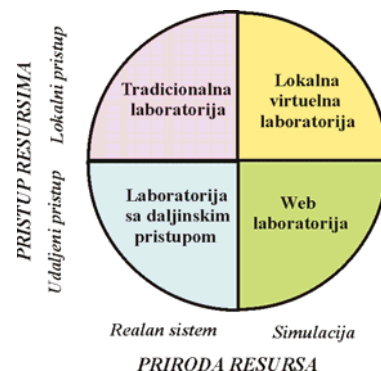 PRISTUP RESURSIMA
Lokalni pristup
Udaljeni pristup
Tradicionalna
laboratorija
Lokalna
virtuelna
laboratorija
Laboratorija
sa daljinskim
pristupom
Web
laboratorija
Realan sistem
Simulacija
PRIRODA RESURSA